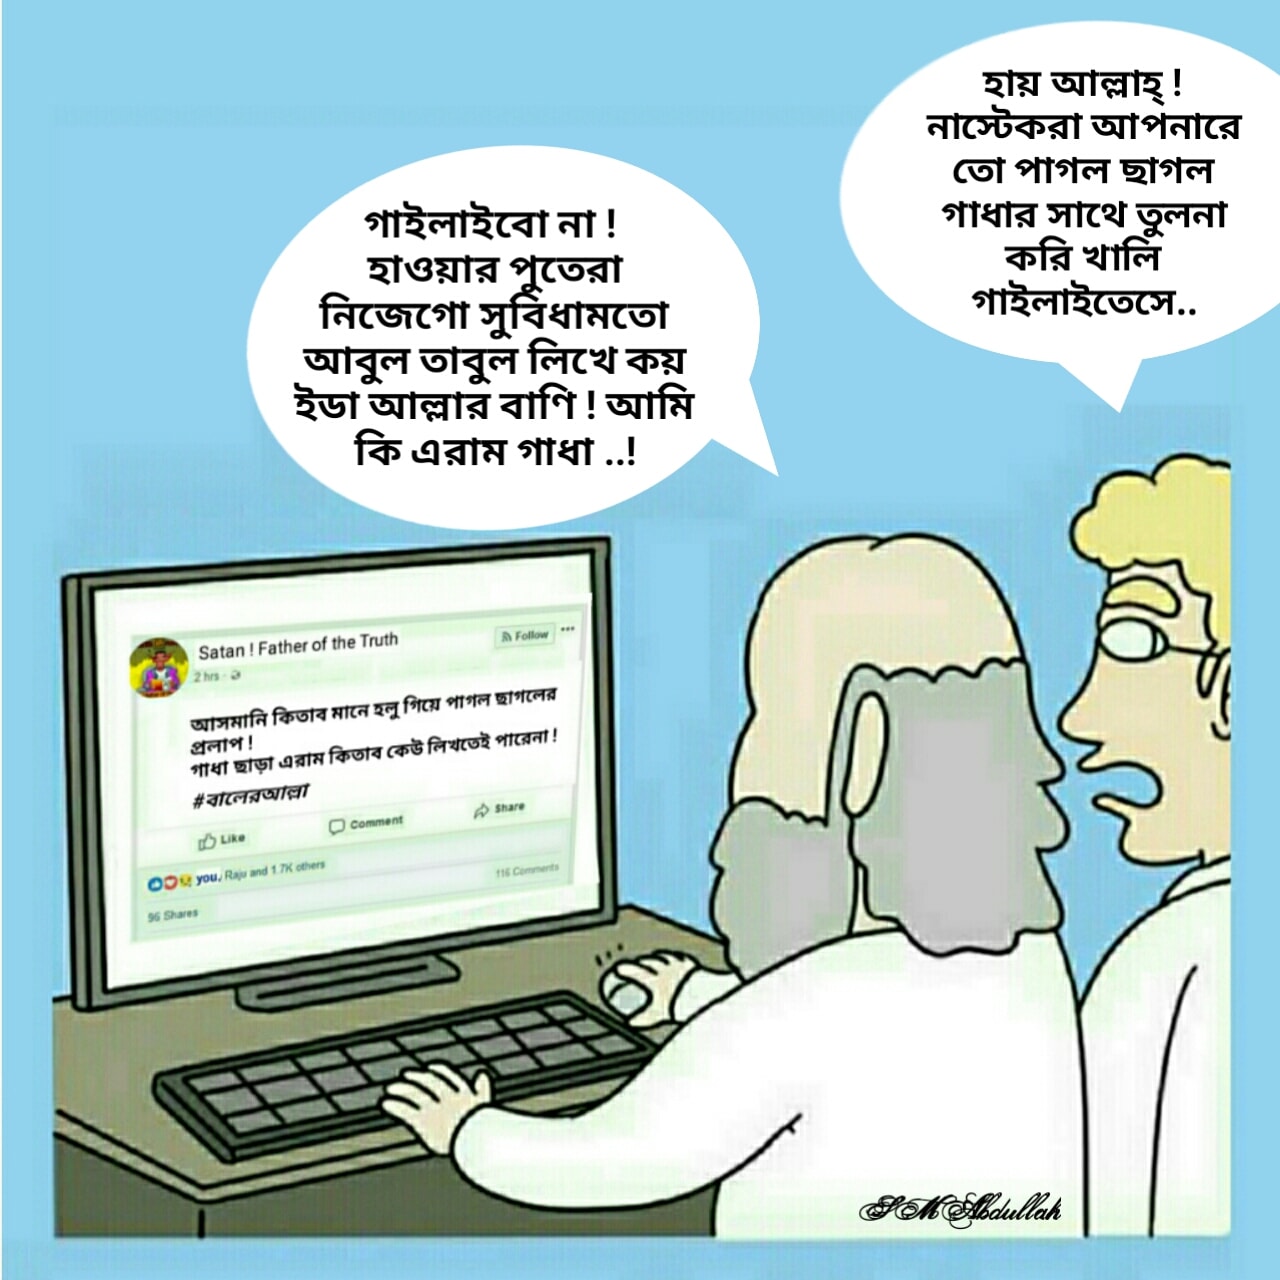 হায় আল্লাহ্ !
নাস্টেকরা আপনারে
তো পাগল ছাগল
গাধার সাথে তুলনা
করি খালি
গাইলাইতেসে..
গাইলাইবো না !
হাওয়ার পুতেরা
নিজেগো সুবিধামতো
আবুল তাবুল লিখে কয়
ইডা আল্লার বাণি ! আমি
কি এরাম গাধা ..!
Satan ! Father of the Truth
Follow
2 hrs
আসমানি কিতাব মানে হলু গিয়ে পাগল ছাগলের
প্রলাপ !
গাধা ছাড়া এরাম কিতাব কেউ লিখতেই পারেনা !
#বালেরআল্লা
Like Comment Share
you, Raju and 1.7K others
116 Comments
96 Shares
S M Abdullah